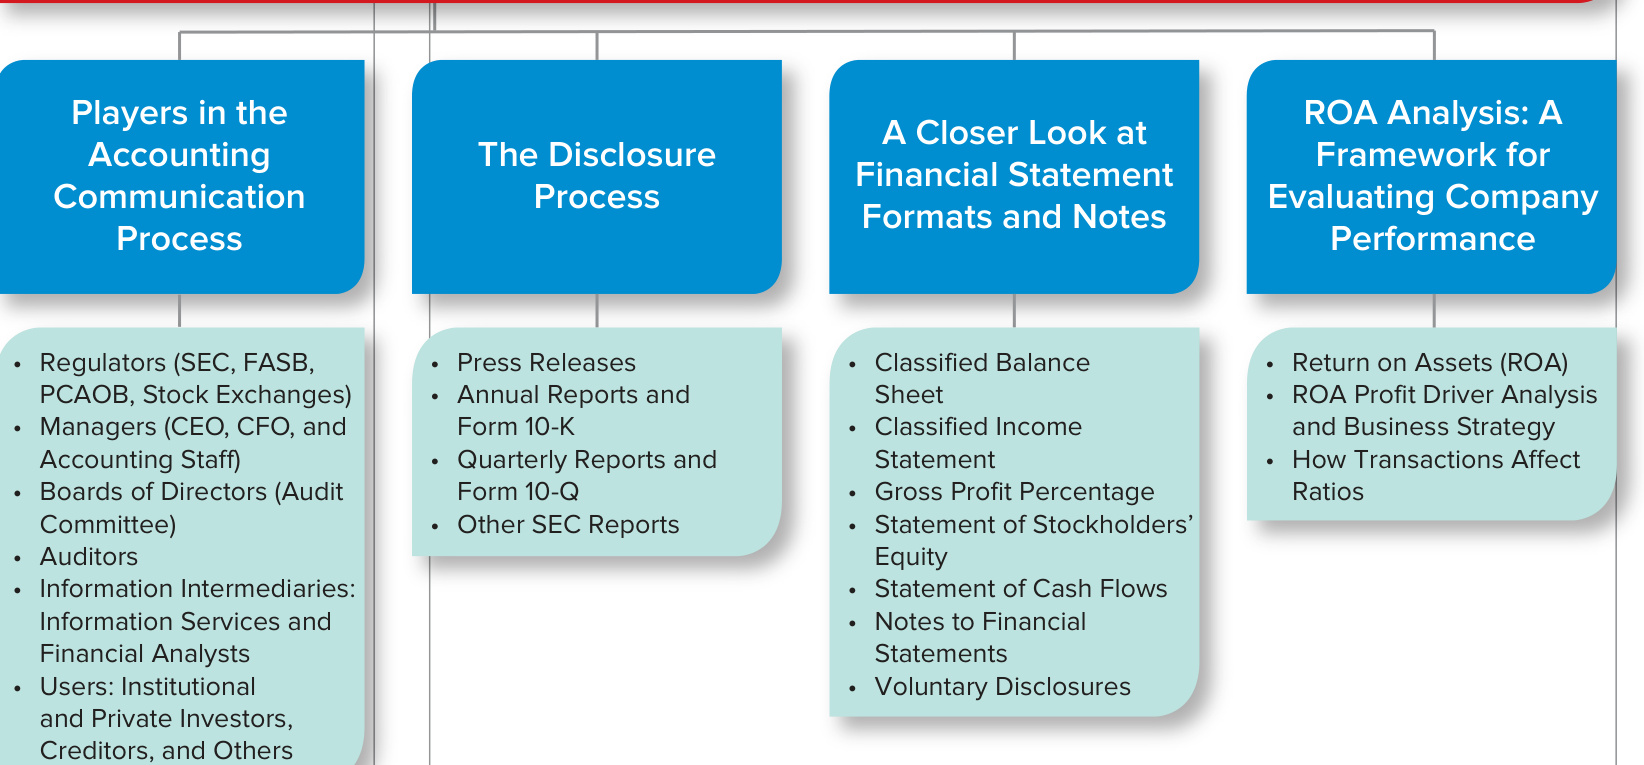 Players in the
Accounting
Communication
Process
• Regulators (SEC, FASB,
PCAOB, Stock Exchanges)
• Managers (CEO, CFO, and
Accounting Staff)
• Boards of Directors (Audit
Committee)
• Auditors
• Information Intermediaries:
Information Services and
Financial Analysts
• Users: Institutional
and Private Investors,
Creditors, and Others
The Disclosure
Process
• Press Releases
• Annual Reports and
Form 10-K
• Quarterly Reports and
Form 10-Q
• Other SEC Reports
A Closer Look at
Financial Statement
Formats and Notes
• Classified Balance
Sheet
• Classified Income
Statement
• Gross Profit Percentage
• Statement of Stockholders’
Equity
• Statement of Cash Flows
• Notes to Financial
Statements
• Voluntary Disclosures
ROA Analysis: A
Framework for
Evaluating Company
Performance
• Return on Assets (ROA)
• ROA Profit Driver Analysis
and Business Strategy
• How Transactions Affect
Ratios